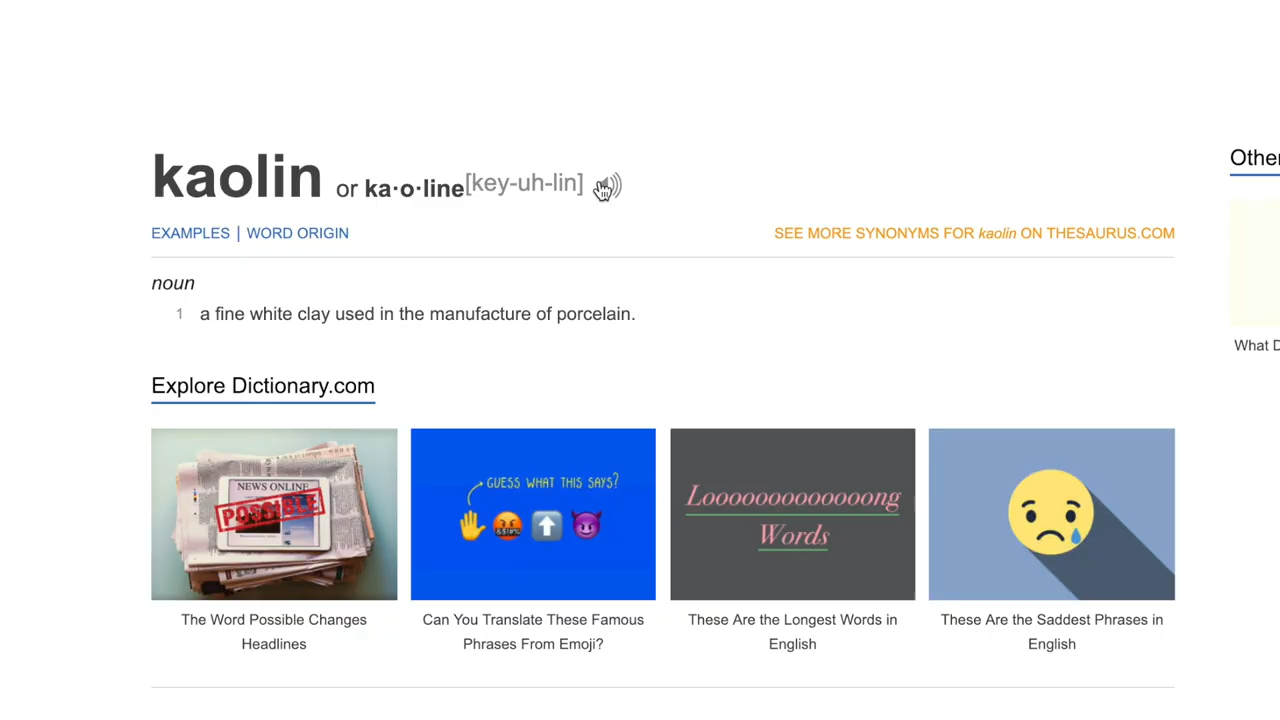 Other
kaolin or ka·o·line[key-uh-lin]
EXAMPLES | WORD ORIGIN
SEE MORE SYNONYMS FOR kaolin ON THESAURUS.COM
noun
1 a fine white clay used in the manufacture of porcelain.
What D
Explore Dictionary.com
NEWS ONLINE
POSSIBLE
GUESS WHAT THIS SAYS?
Looooooooooooong
Words
The Word Possible Changes
Headlines
Can You Translate These Famous
Phrases From Emoji?
These Are the Longest Words in
English
These Are the Saddest Phrases in
English